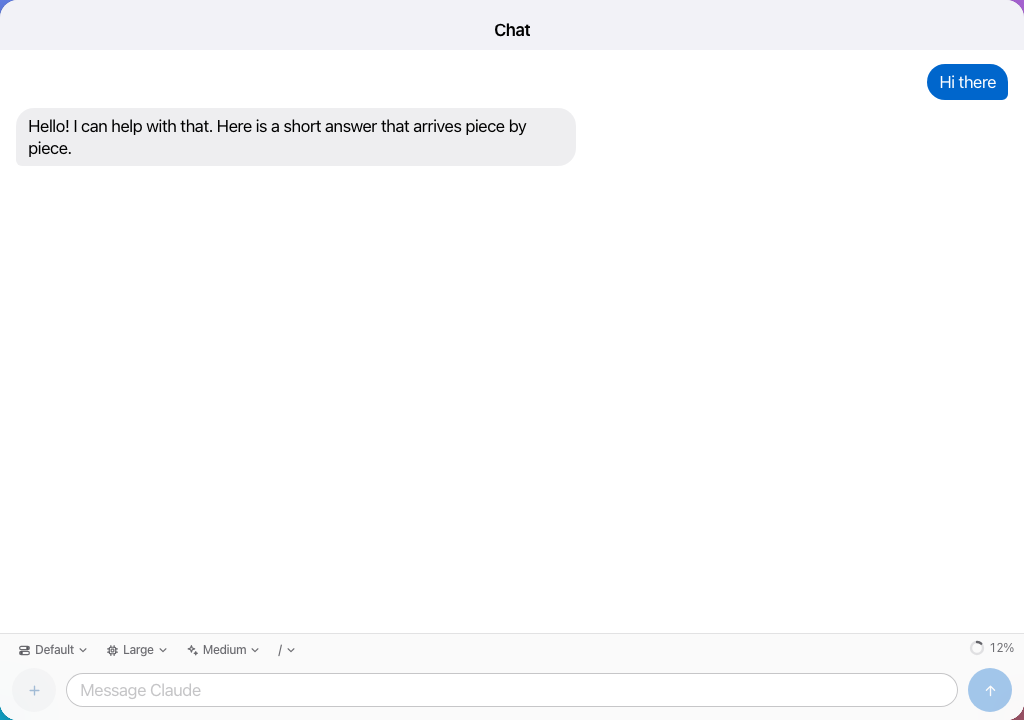 Chat
Hi there
Hello! I can help with that. Here is a short answer that arrives piece by
piece.
Default Large Medium / 12%
Message Claude